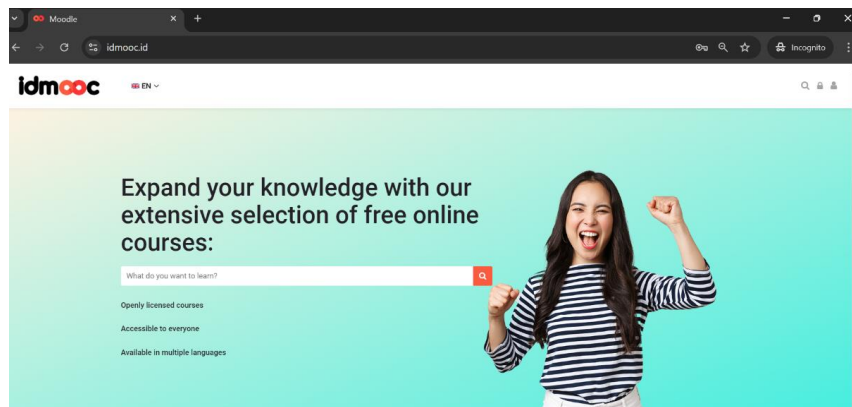 Moodle
idmooc.id
Incognito
idmooc
EN
Expand your knowledge with our
extensive selection of free online
courses:
What do you want to learn?
Openly licensed courses
Accessible to everyone
Available in multiple languages